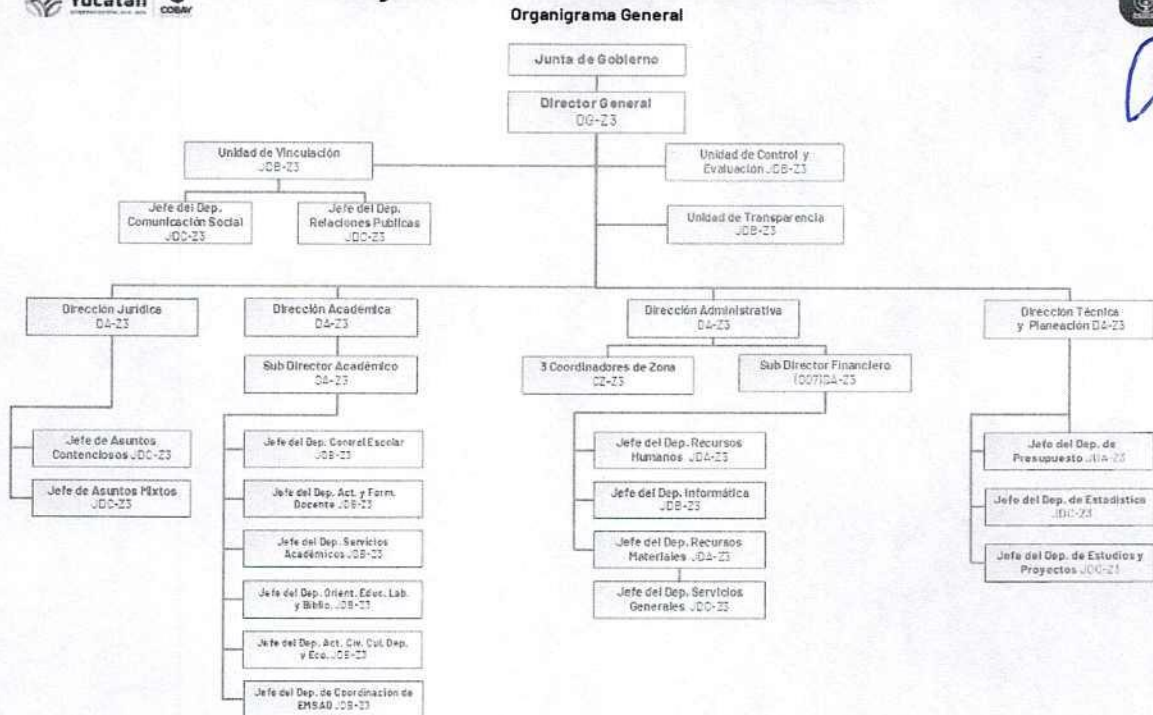 Yucatán
COBAY
Organigrama General
Junta de Gobierno
Director General
DG-Z3
Unidad de Vinculación
JDB-Z3
Unidad de Control y
Evaluación JDB-Z3
Jefe del Dep.
Comunicación Social
JDC-Z3
Jefe del Dep.
Relaciones Publicas
JDC-Z3
Unidad de Transparencia
JDB-Z3
Dirección Jurídica
DA-Z3
Dirección Académica
DA-Z3
Dirección Administrativa
DA-Z3
Dirección Técnica
y Planeación DA-Z3
Sub Director Académico
DA-Z3
3 Coordinadores de Zona
CZ-Z3
Sub Director Financiero
(007)DA-Z3
Jefe de Asuntos
Contenciosos JDC-Z3
Jefe de Asuntos Mixtos
JDC-Z3
Jefe del Dep. Control Escolar
JDB-Z3
Jefe del Dep. Act. y Form.
Docente JDB-Z3
Jefe del Dep. Servicios
Académicos JDB-Z3
Jefe del Dep. Orient. Educ. Lab.
y Biblio. JDB-Z3
Jefe del Dep. Act. Civ. Cul. Dep.
y Eco. JDB-Z3
Jefe del Dep. de Coordinación de
EMSAD JDB-Z3
Jefe del Dep. Recursos
Humanos JDA-Z3
Jefe del Dep. Informática
JDB-Z3
Jefe del Dep. Recursos
Materiales JDA-Z3
Jefe del Dep. Servicios
Generales JDC-Z3
Jefe del Dep. de
Presupuesto JDA-Z3
Jefe del Dep. de Estadística
JDC-Z3
Jefe del Dep. de Estudios y
Proyectos JDC-Z3